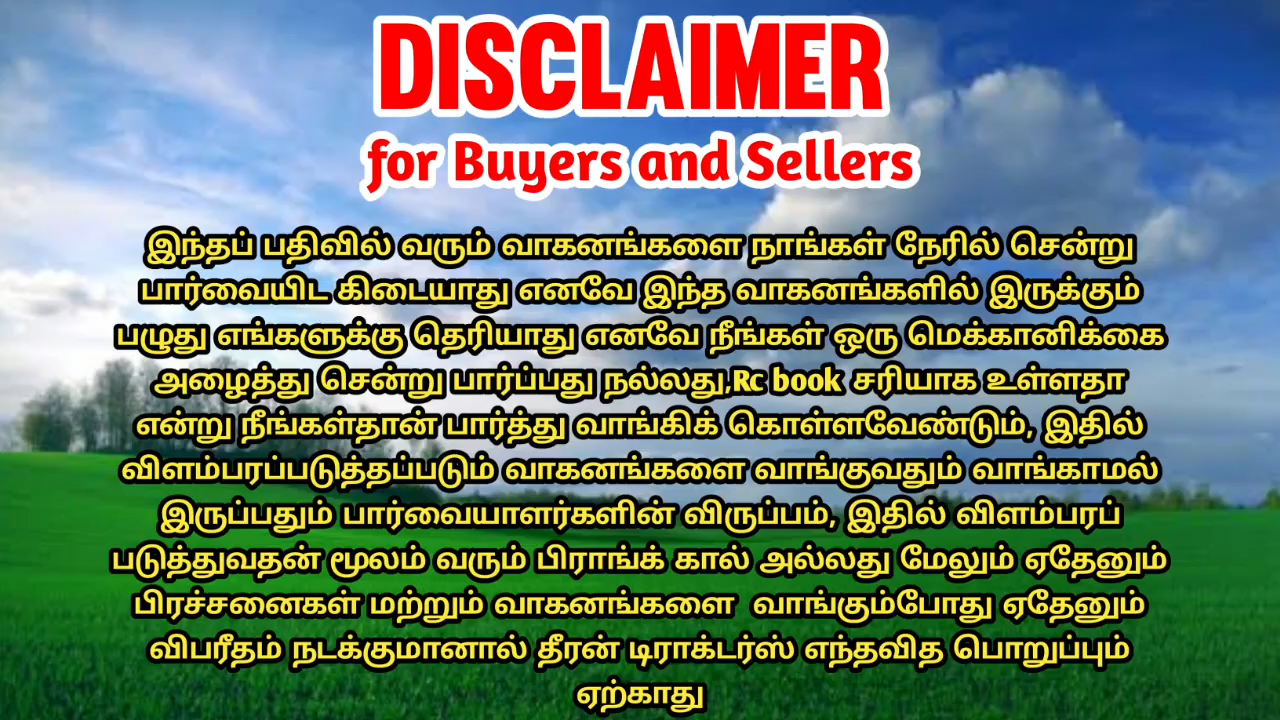 DISCLAIMER
for Buyers and Sellers
இந்தப் பதிவில் வரும் வாகனங்களை நாங்கள் நேரில் சென்று
பார்வையிட கிடையாது எனவே இந்த வாகனங்களில் இருக்கும்
பழுது எங்களுக்கு தெரியாது எனவே நீங்கள் ஒரு மெக்கானிக்கை
அழைத்து சென்று பார்ப்பது நல்லது,Rc book சரியாக உள்ளதா
என்று நீங்கள்தான் பார்த்து வாங்கிக் கொள்ளவேண்டும், இதில்
விளம்பரப்படுத்தப்படும் வாகனங்களை வாங்குவதும் வாங்காமல்
இருப்பதும் பார்வையாளர்களின் விருப்பம், இதில் விளம்பரப்
படுத்துவதன் மூலம் வரும் பிராங்க் கால் அல்லது மேலும் ஏதேனும்
பிரச்சனைகள் மற்றும் வாகனங்களை வாங்கும்போது ஏதேனும்
விபரீதம் நடக்குமானால் தீரன் டிராக்டர்ஸ் எந்தவித பொறுப்பும்
ஏற்காது